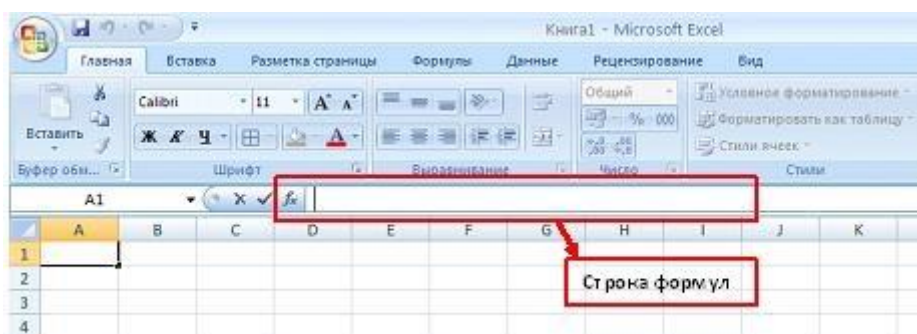 Книга1 - Microsoft Excel
Главная Вставка Разметка страницы Формулы Данные Рецензирование Вид
Calibri 11 A A Общий Условное форматирование
Вставить Ж К Ч A % 000 Форматировать как таблицу
Стили ячеек
Буфер обм... Шрифт Выравнивание Число Стили
A1 fx
A B C D E F G H I J K
1
2 Строка формул
3
4